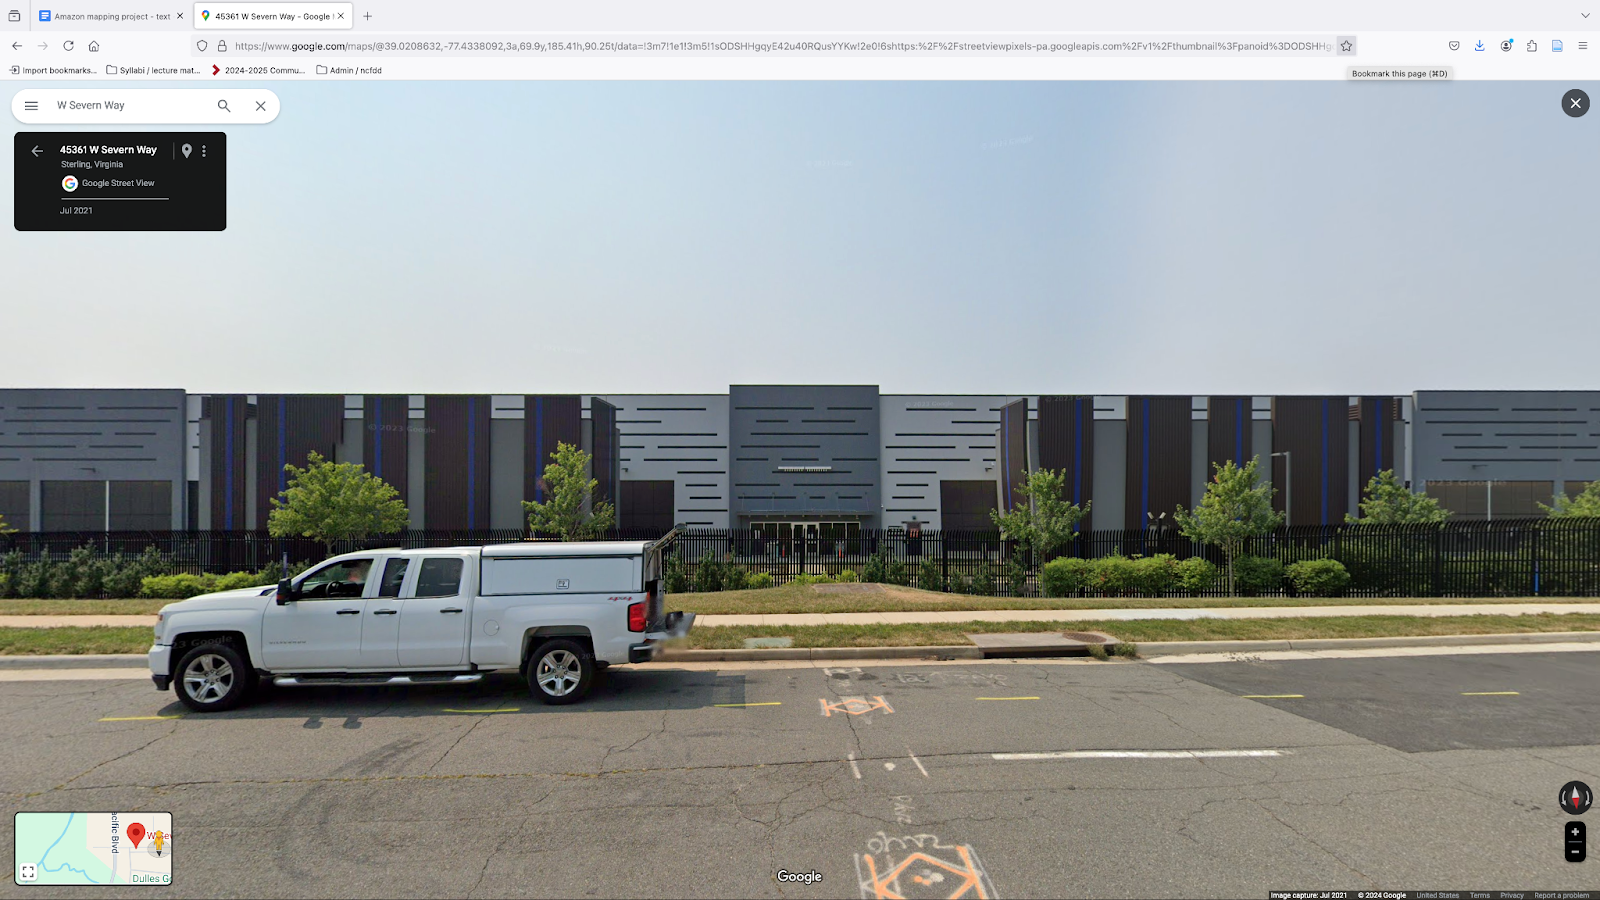 Amazon mapping project - text
45361 W Severn Way - Google
https://www.google.com/maps/@39.0208632,-77.4338092,3a,69.9y,185.41h,90.25t/data=!3m7!1e1!3m5!1sODSHHgqyE42u40RQusYYKw!2e0!6shttps:%2F%2Fstreetviewpixels-pa.googleapis.com%2Fv1%2Fthumbnail%3Fpanoid%3DODSHHg
Import bookmarks...
Syllabi / lecture mat...
2024-2025 Commu...
Admin / ncfdd
Bookmark this page (⌘D)
W Severn Way
45361 W Severn Way
Sterling, Virginia
Google Street View
Jul 2021
© 2023 Google
acific Blvd
Dulles G
Google
Image capture: Jul 2021 © 2024 Google United States Terms Privacy Report a problem